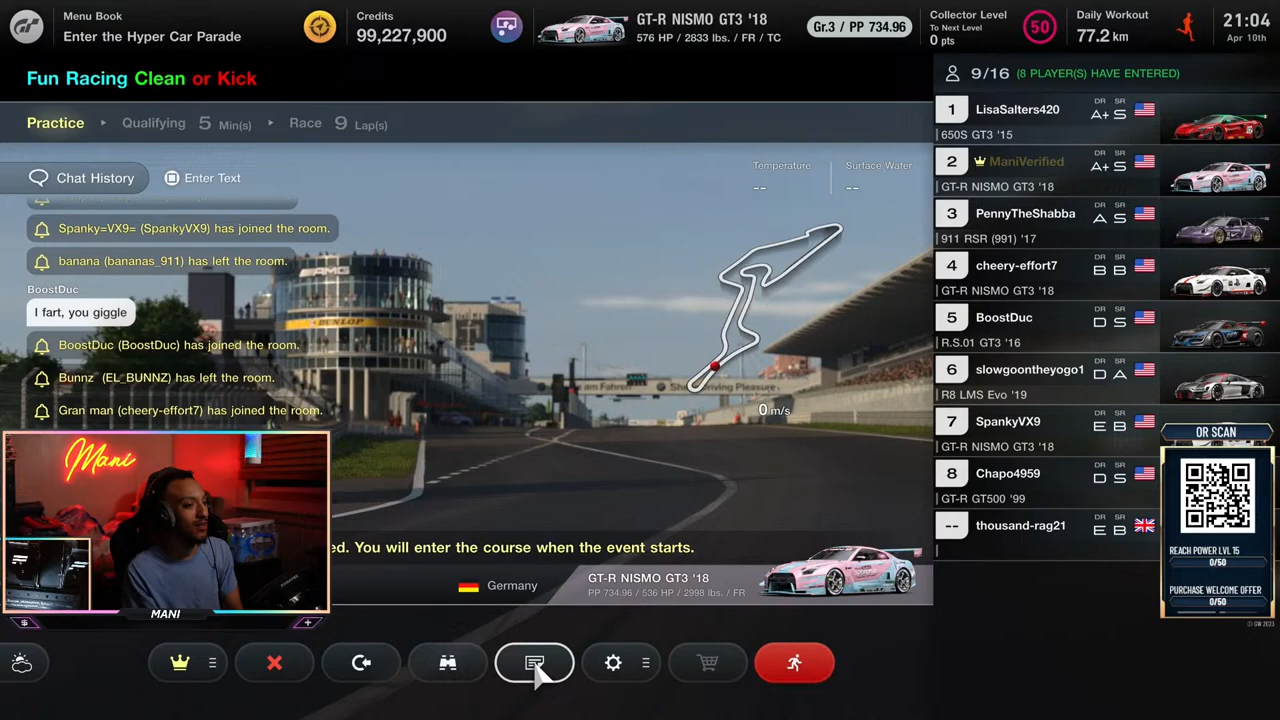 Menu Book
Enter the Hyper Car Parade
Credits
99,227,900
GT-R NISMO GT3 '18
576 HP / 2833 lbs. / FR / TC
Gr.3 / PP 734.96
Collector Level
To Next Level
0 pts
50
Daily Workout
77.2 km
21:04
Apr 10th
Fun Racing Clean or Kick
9/16 (8 PLAYER(S) HAVE ENTERED)
Practice
Qualifying 5 Min(s)
Race 9 Lap(s)
Chat History
Enter Text
Temperature
--
Surface Water
--
Spanky=VX9= (SpankyVX9) has joined the room.
banana (bananas_911) has left the room.
BoostDuc
I fart, you giggle
BoostDuc (BoostDuc) has joined the room.
Bunnz (EL_BUNNZ) has left the room.
Gran man (cheery-effort7) has joined the room.
AMG
DUNLOP
0 m/s
1 LisaSalters420 DR A+ SR S
650S GT3 '15
2 ManiVerified DR A+ SR S
GT-R NISMO GT3 '18
3 PennyTheShabba DR A SR S
911 RSR (991) '17
4 cheery-effort7 DR B SR B
GT-R NISMO GT3 '18
5 BoostDuc DR D SR S
R.S.01 GT3 '16
6 slowgoontheyogo1 DR D SR A
R8 LMS Evo '19
7 SpankyVX9 DR E SR B
GT-R NISMO GT3 '18
8 Chapo4959 DR D SR S
GT-R GT500 '99
-- thousand-rag21 DR E SR B
Mani
MANI
ed. You will enter the course when the event starts.
Germany
GT-R NISMO GT3 '18
PP 734.96 / 536 HP / 2998 lbs. / FR
OR SCAN
REACH POWER LVL 15
0/50
PURCHASE WELCOME OFFER
0/50
© GW 2023